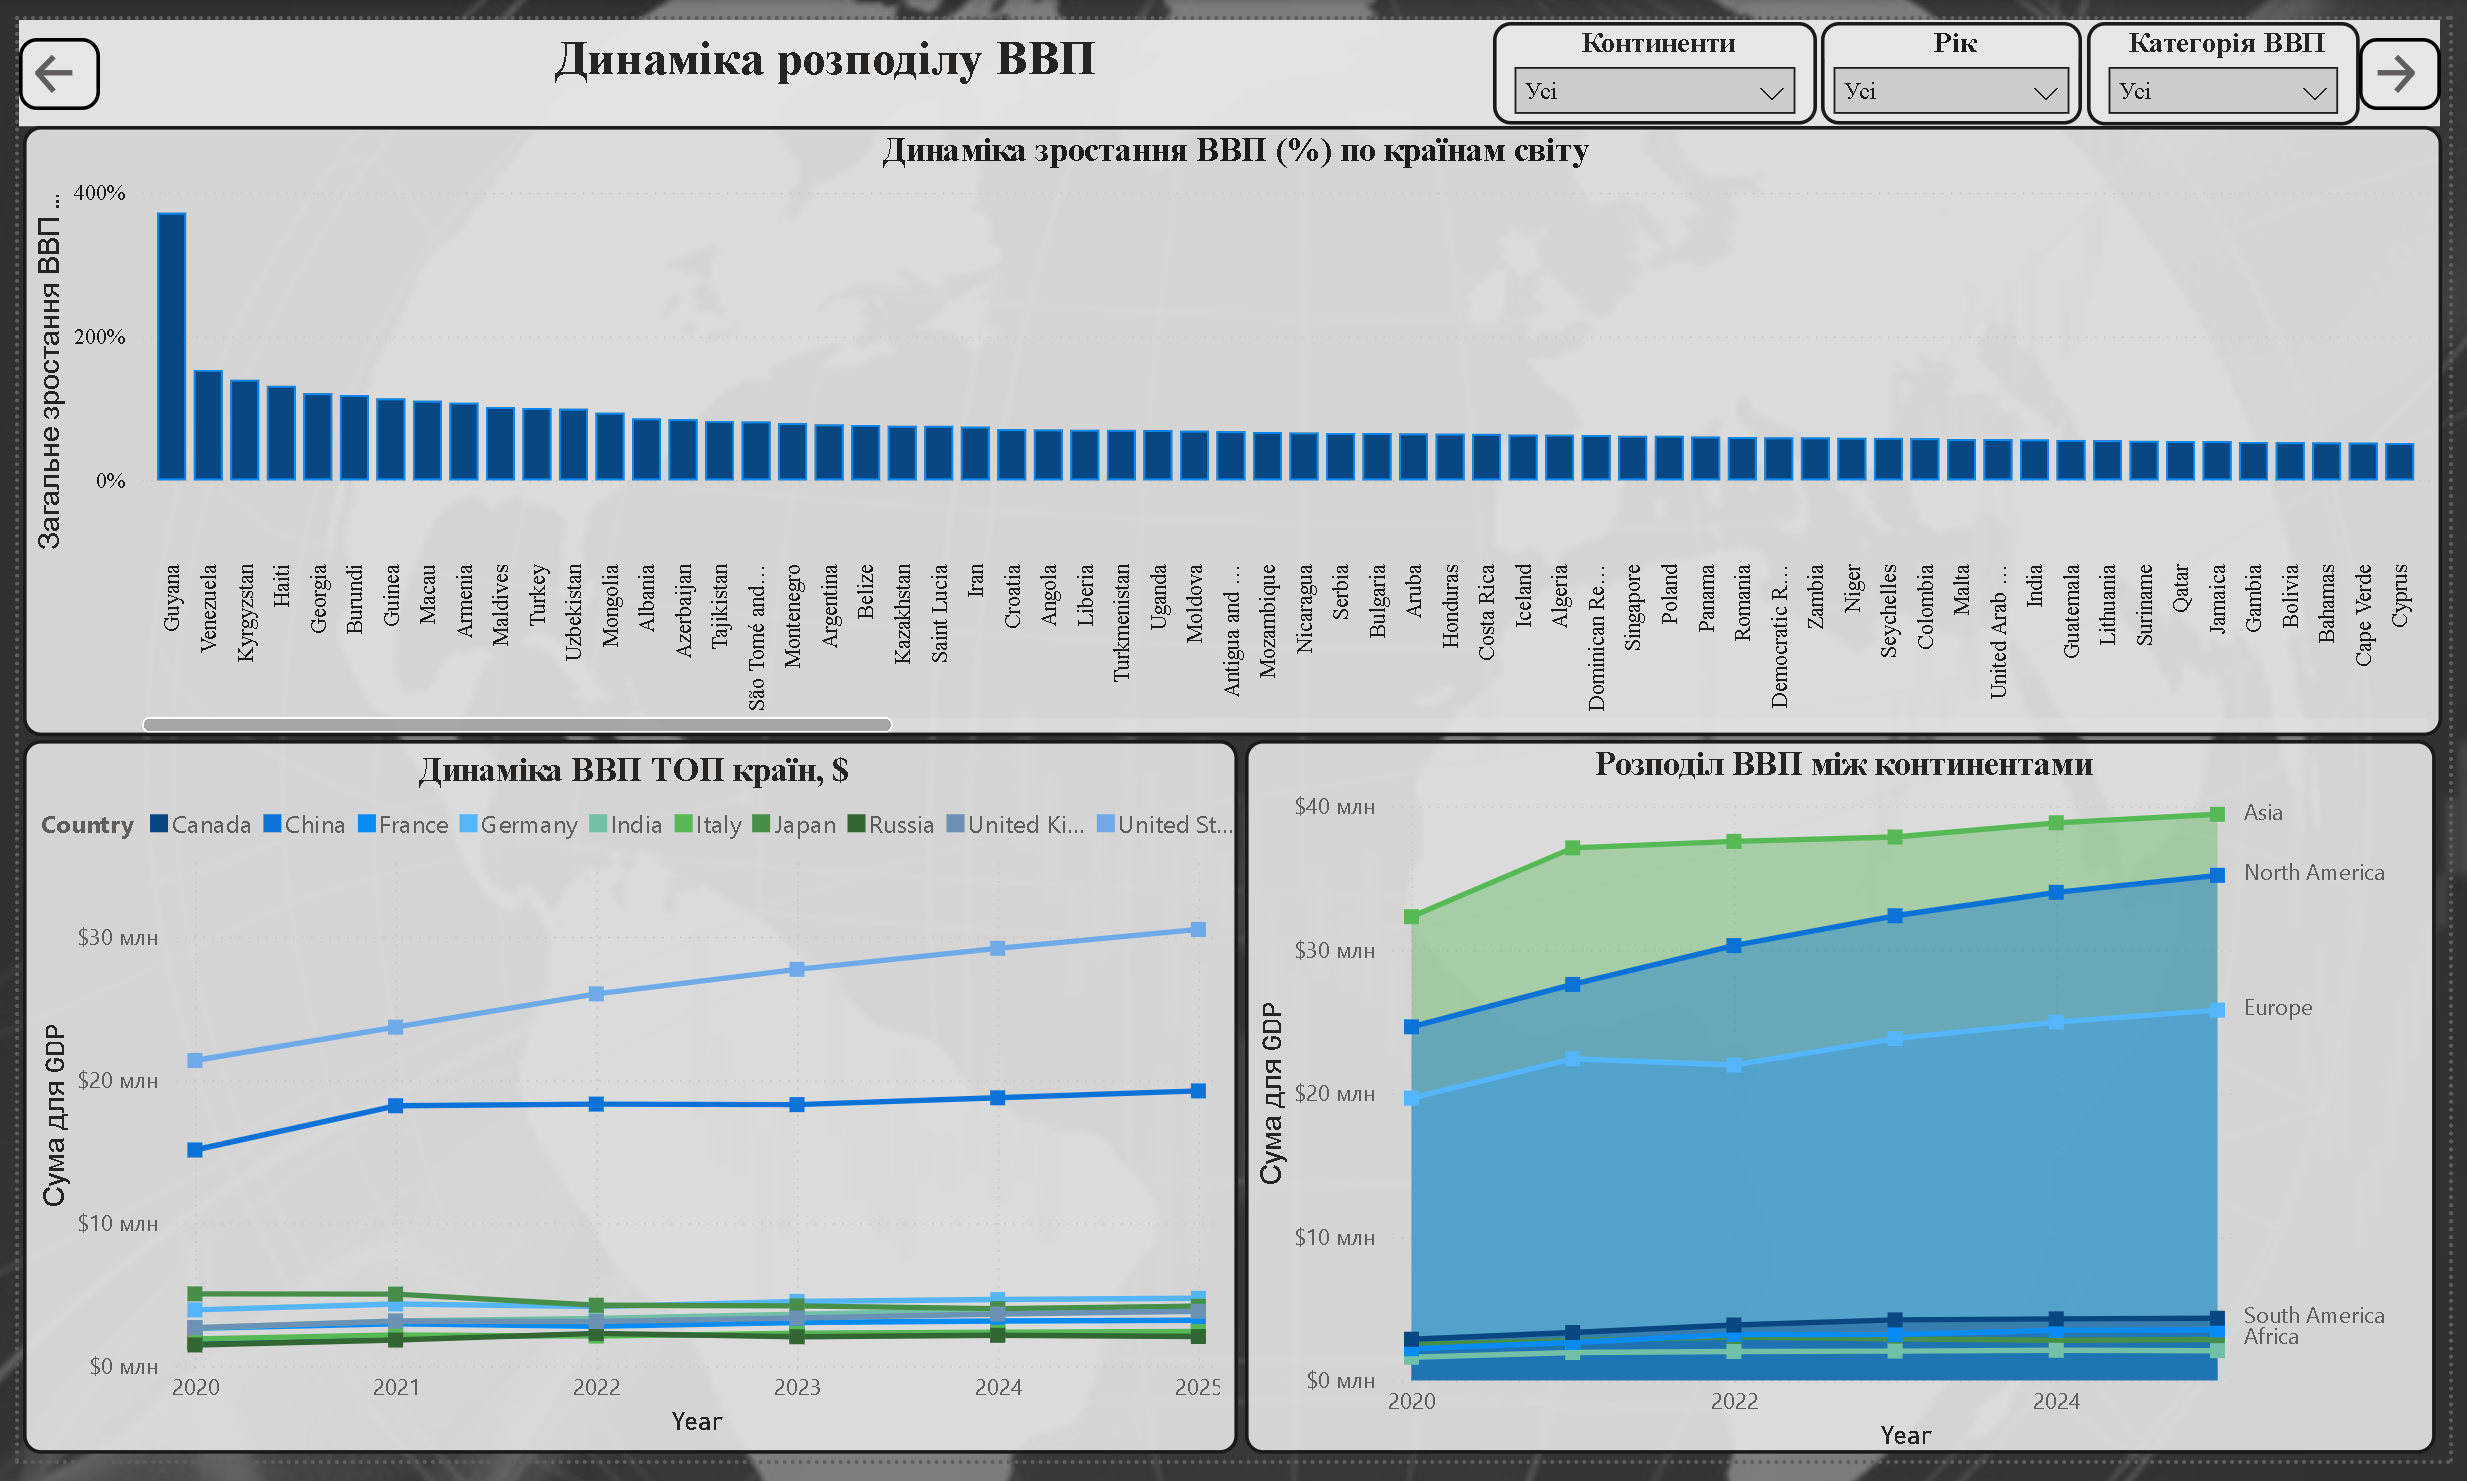 Динаміка розподілу ВВП
Континенти
Усі
Рік
Усі
Категорія ВВП
Усі
Динаміка зростання ВВП (%) по країнам світу
Загальне зростання ВВП ...
400%
200%
0%
Guyana
Venezuela
Kyrgyzstan
Haiti
Georgia
Burundi
Guinea
Macau
Armenia
Maldives
Turkey
Uzbekistan
Mongolia
Albania
Azerbaijan
Tajikistan
São Tomé and...
Montenegro
Argentina
Belize
Kazakhstan
Saint Lucia
Iran
Croatia
Angola
Liberia
Turkmenistan
Uganda
Moldova
Antigua and ...
Mozambique
Nicaragua
Serbia
Bulgaria
Aruba
Honduras
Costa Rica
Iceland
Algeria
Dominican Re...
Singapore
Poland
Panama
Romania
Democratic R...
Zambia
Niger
Seychelles
Colombia
Malta
United Arab ...
India
Guatemala
Lithuania
Suriname
Qatar
Jamaica
Gambia
Bolivia
Bahamas
Cape Verde
Cyprus
Динаміка ВВП ТОП країн, $
Country Canada China France Germany India Italy Japan Russia United Ki... United St...
Сума для GDP
$30 млн
$20 млн
$10 млн
$0 млн
2020 2021 2022 2023 2024 2025
Year
Розподіл ВВП між континентами
Сума для GDP
$40 млн
$30 млн
$20 млн
$10 млн
$0 млн
Asia
North America
Europe
South America
Africa
2020 2022 2024
Year